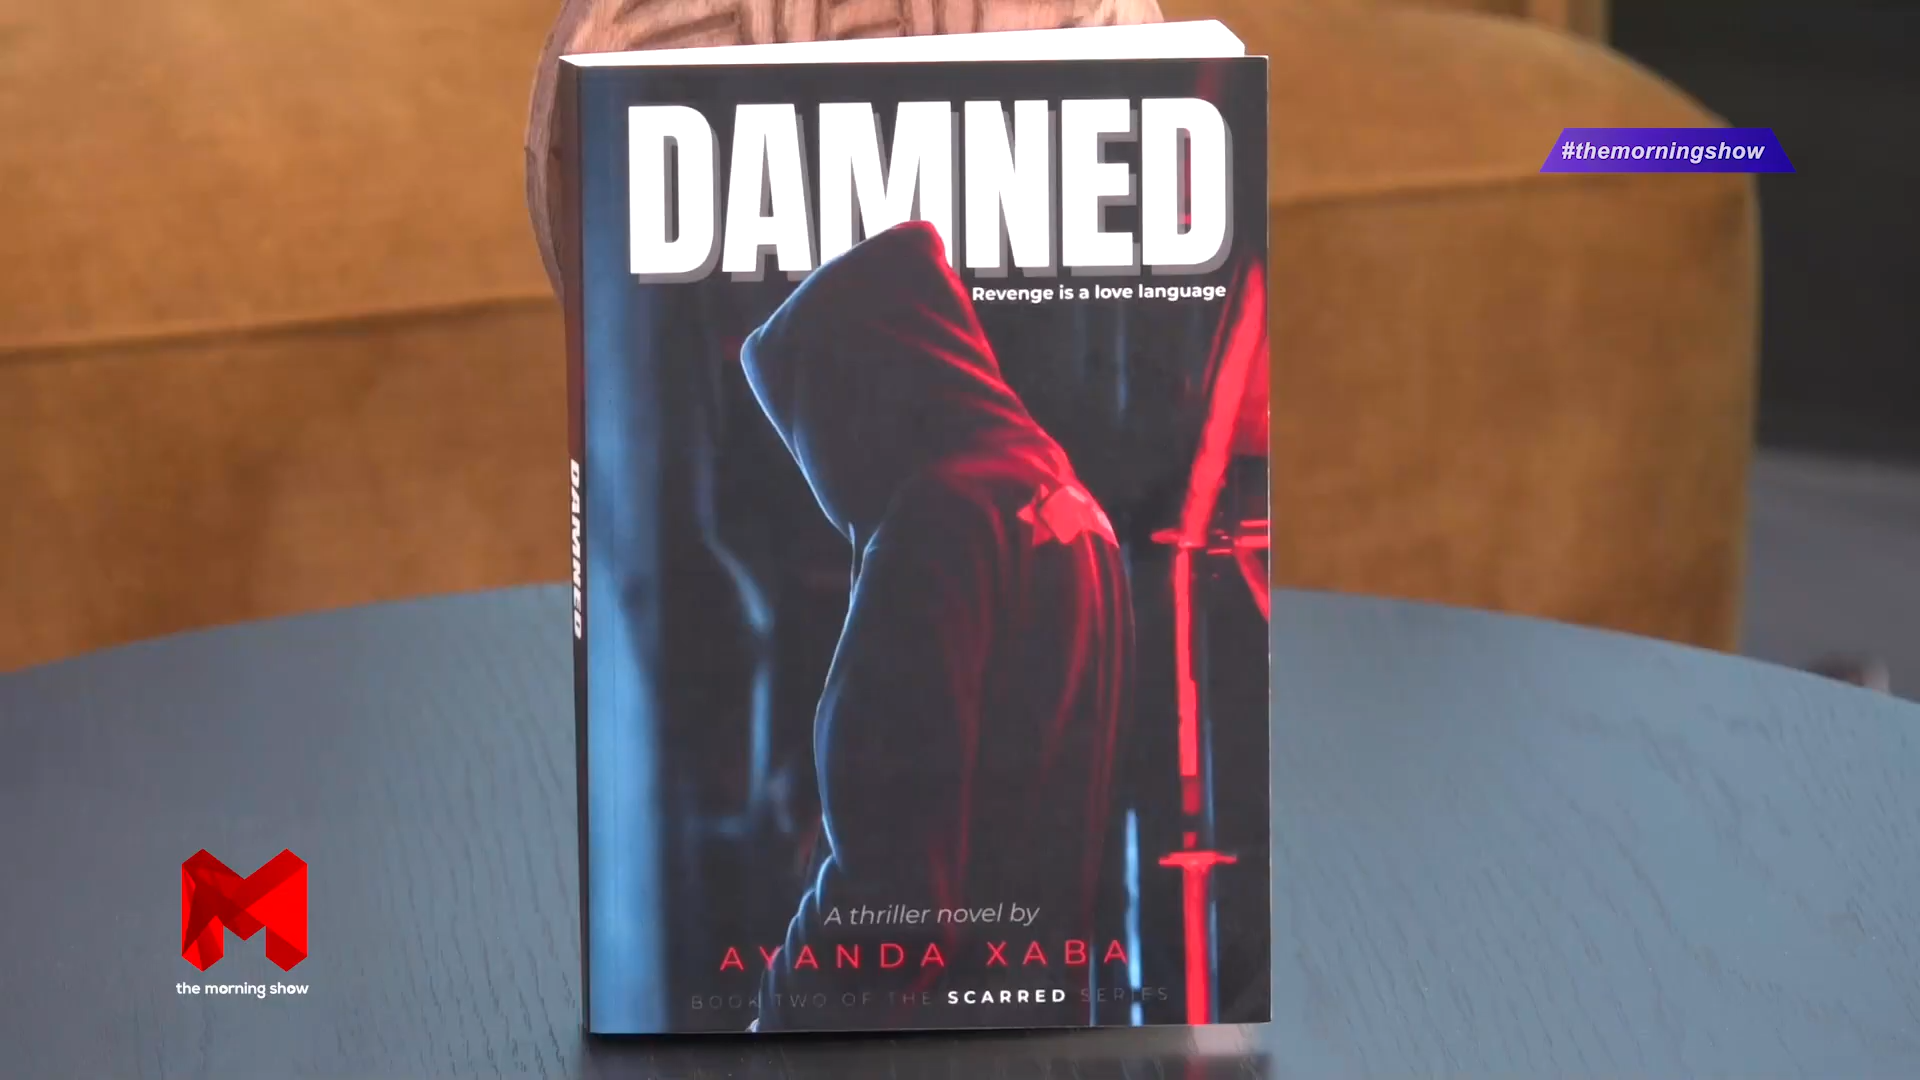 DAMNED
Revenge is a love language
#themorningshow
DAMNED
A thriller novel by
AYANDA XABA
BOOK TWO OF THE SCARRED SERIES
the morning show